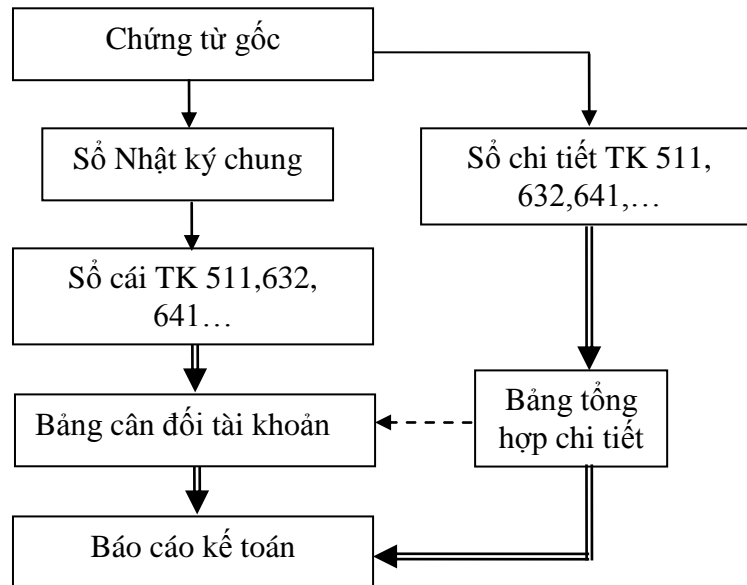 Chứng từ gốc
Sổ Nhật ký chung
Sổ chi tiết TK 511,
632,641,…
Sổ cái TK 511,632,
641…
Bảng cân đối tài khoản
Bảng tổng
hợp chi tiết
Báo cáo kế toán